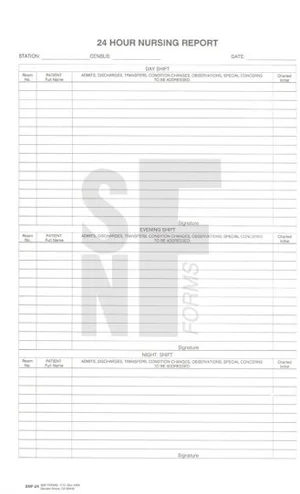 24 HOUR NURSING REPORT
STATION: CENSUS: DATE:
DAY SHIFT
Room No. PATIENT Full Name ADMITS, DISCHARGES, TRANSFERS, CONDITION CHANGES, OBSERVATIONS, SPECIAL CONCERNS TO BE ADDRESSED Charted Initial
SNF FORMS
Signature
EVENING SHIFT
Room No. PATIENT Full Name ADMITS, DISCHARGES, TRANSFERS, CONDITION CHANGES, OBSERVATIONS, SPECIAL CONCERNS TO BE ADDRESSED Charted Initial
Signature
NIGHT SHIFT
Room No. PATIENT Full Name ADMITS, DISCHARGES, TRANSFERS, CONDITION CHANGES, OBSERVATIONS, SPECIAL CONCERNS TO BE ADDRESSED Charted Initial
SNF FORMS, P.O. Box